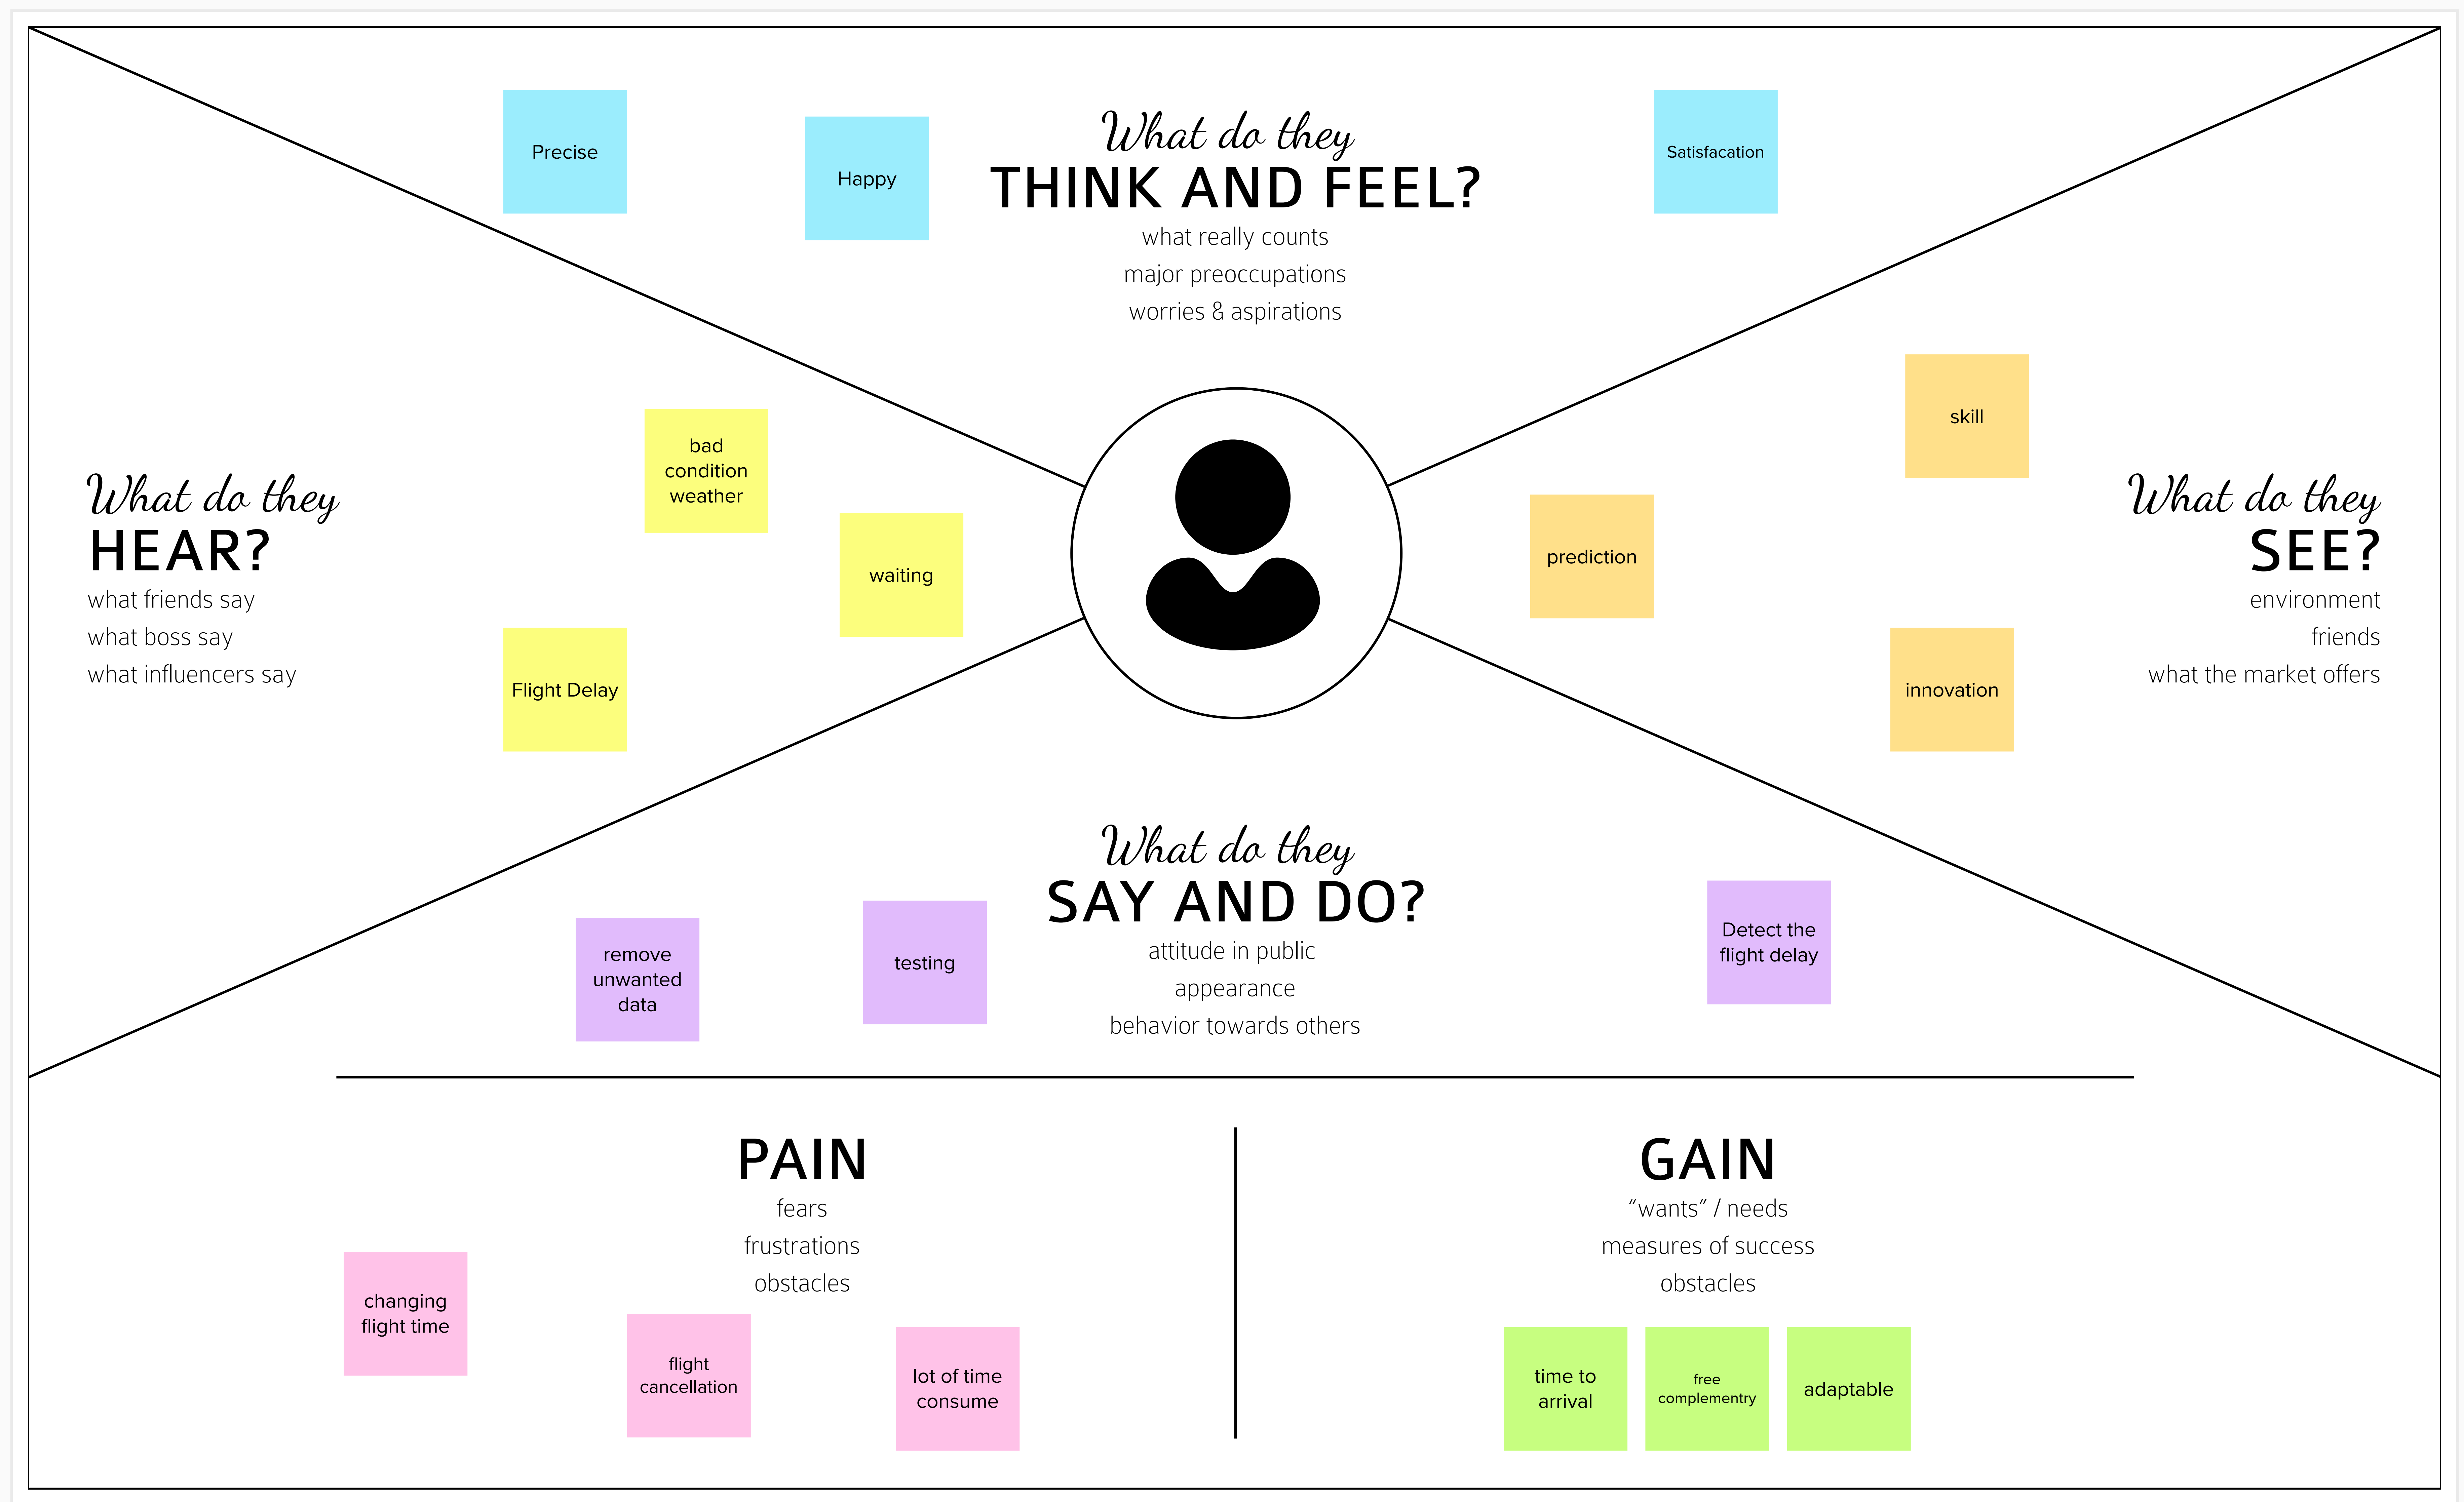 Precise
Happy
What do they
THINK AND FEEL?
what really counts
major preoccupations
worries & aspirations
Satisfacation
What do they
HEAR?
what friends say
what boss say
what influencers say
bad
condition
weather
waiting
Flight Delay
skill
prediction
innovation
What do they
SEE?
environment
friends
what the market offers
What do they
SAY AND DO?
attitude in public
appearance
behavior towards others
remove
unwanted
data
testing
Detect the
flight delay
PAIN
fears
frustrations
obstacles
changing
flight time
flight
cancellation
lot of time
consume
GAIN
“wants” / needs
measures of success
obstacles
time to
arrival
free
complementry
adaptable